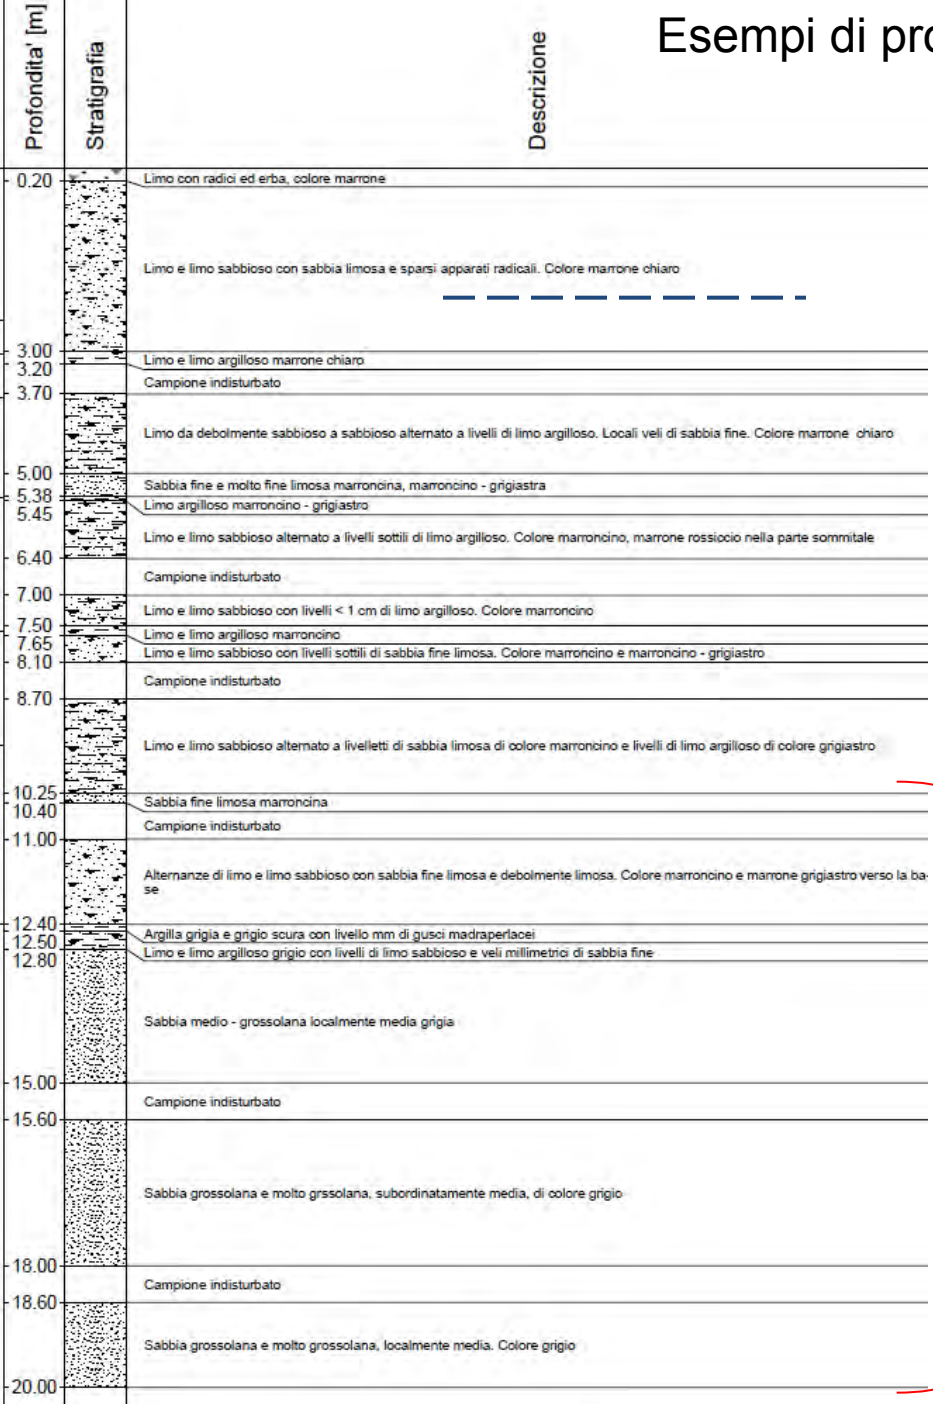 Esempi di pro
Profondita' [m]
Stratigrafia
Descrizione
0.20
Limo con radici ed erba, colore marrone
Limo e limo sabbioso con sabbia limosa e sparsi apparati radicali. Colore marrone chiaro
3.00
Limo e limo argilloso marrone chiaro
3.20
Campione indisturbato
3.70
Limo da debolmente sabbioso a sabbioso alternato a livelli di limo argilloso. Locali veli di sabbia fine. Colore marrone chiaro
5.00
Sabbia fine e molto fine limosa marroncina, marroncino - grigiastra
5.38
Limo argilloso marroncino - grigiastro
5.45
Limo e limo sabbioso alternato a livelli sottili di limo argilloso. Colore marroncino, marrone rossiccio nella parte sommitale
6.40
Campione indisturbato
7.00
Limo e limo sabbioso con livelli < 1 cm di limo argilloso. Colore marroncino
7.50
Limo e limo argilloso marroncino
7.65
Limo e limo sabbioso con livelli sottili di sabbia fine limosa. Colore marroncino e marroncino - grigiastro
8.10
Campione indisturbato
8.70
Limo e limo sabbioso alternato a livelletti di sabbia limosa di colore marroncino e livelli di limo argilloso di colore grigiastro
10.25
Sabbia fine limosa marroncina
10.40
Campione indisturbato
11.00
Alternanze di limo e limo sabbioso con sabbia fine limosa e debolmente limosa. Colore marroncino e marrone grigiastro verso la ba-
se
12.40
Argilla grigia e grigio scura con livello mm di gusci madraperlacei
12.50
Limo e limo argilloso grigio con livelli di limo sabbioso e veli millimetrici di sabbia fine
12.80
Sabbia medio - grossolana localmente media grigia
15.00
Campione indisturbato
15.60
Sabbia grossolana e molto grssolana, subordinatamente media, di colore grigio
18.00
Campione indisturbato
18.60
Sabbia grossolana e molto grossolana, localmente media. Colore grigio
20.00